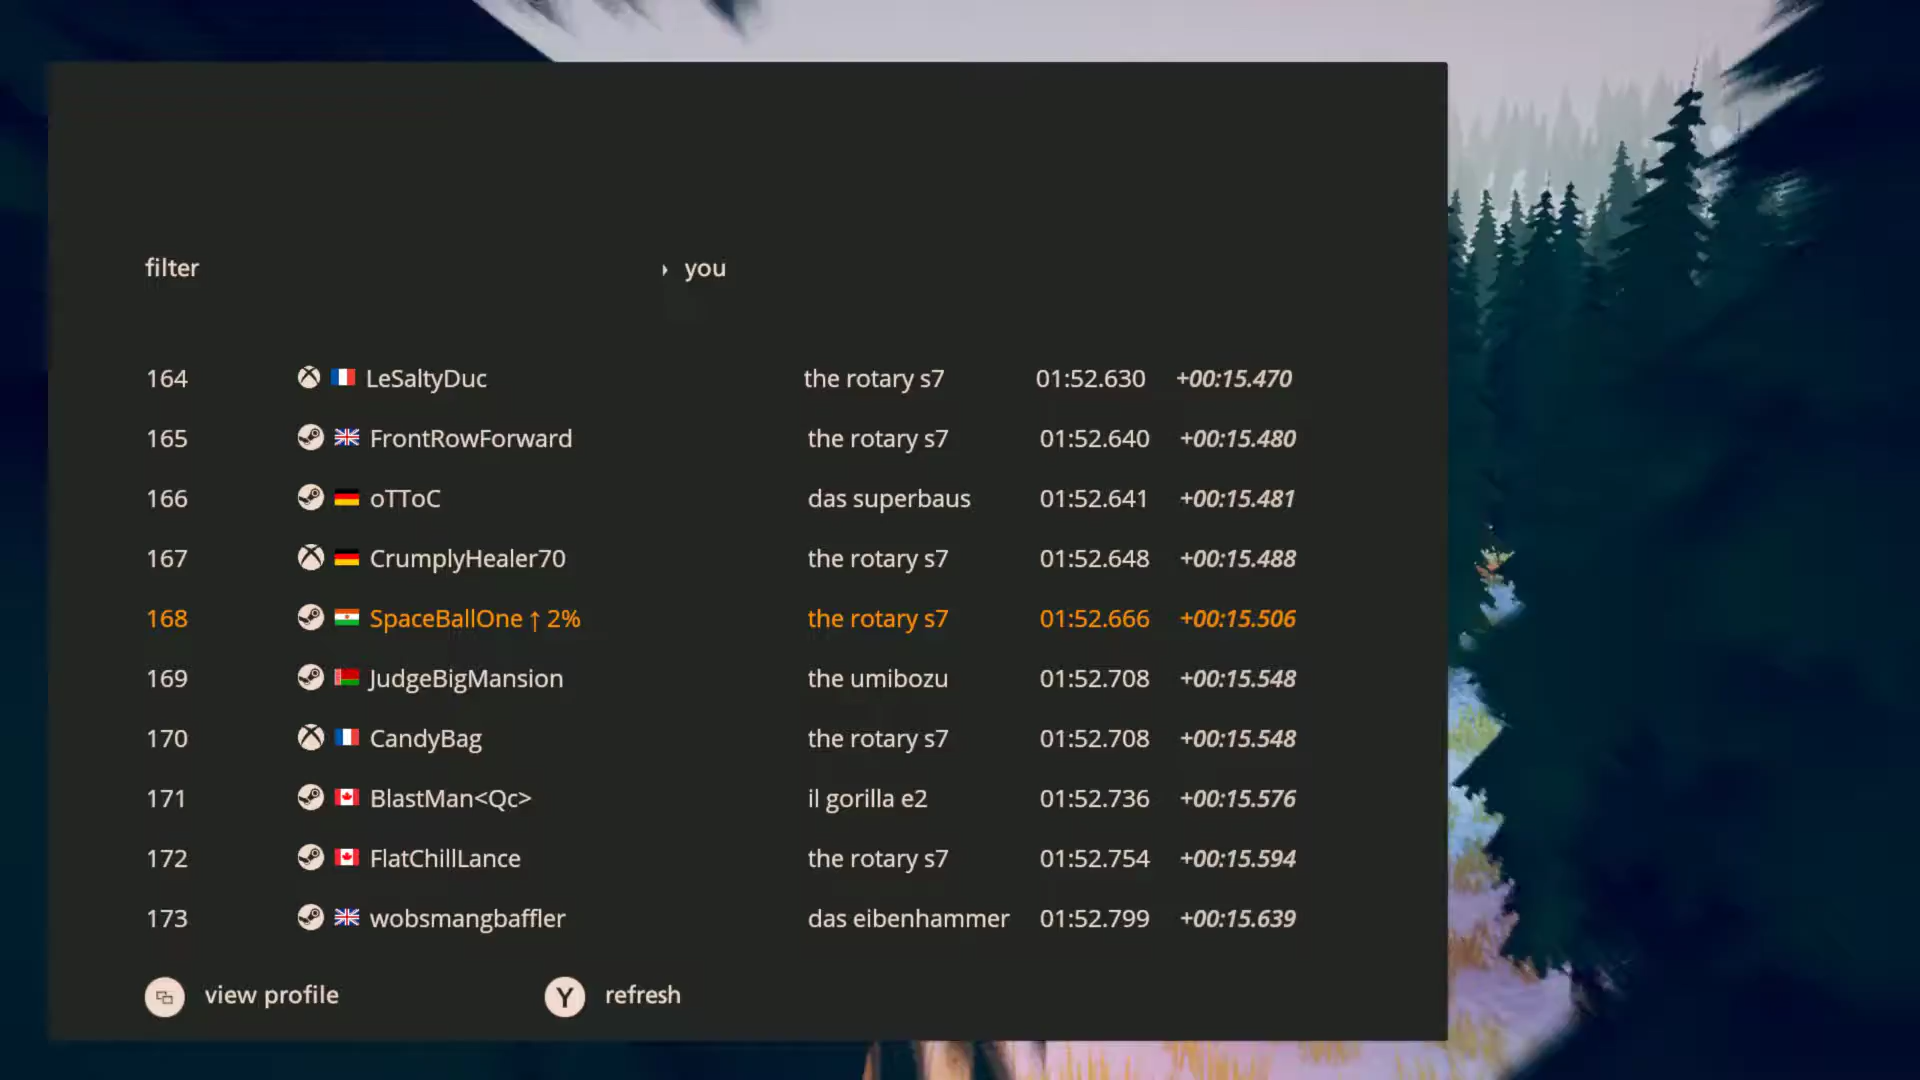 filter you
164 LeSaltyDuc the rotary s7 01:52.630 +00:15.470
165 FrontRowForward the rotary s7 01:52.640 +00:15.480
166 oTToC das superbaus 01:52.641 +00:15.481
167 CrumplyHealer70 the rotary s7 01:52.648 +00:15.488
168 SpaceBallOne ↑ 2% the rotary s7 01:52.666 +00:15.506
169 JudgeBigMansion the umibozu 01:52.708 +00:15.548
170 CandyBag the rotary s7 01:52.708 +00:15.548
171 BlastMan<Qc> il gorilla e2 01:52.736 +00:15.576
172 FlatChillLance the rotary s7 01:52.754 +00:15.594
173 wobsmangbaffler das eibenhammer 01:52.799 +00:15.639
view profile Y refresh